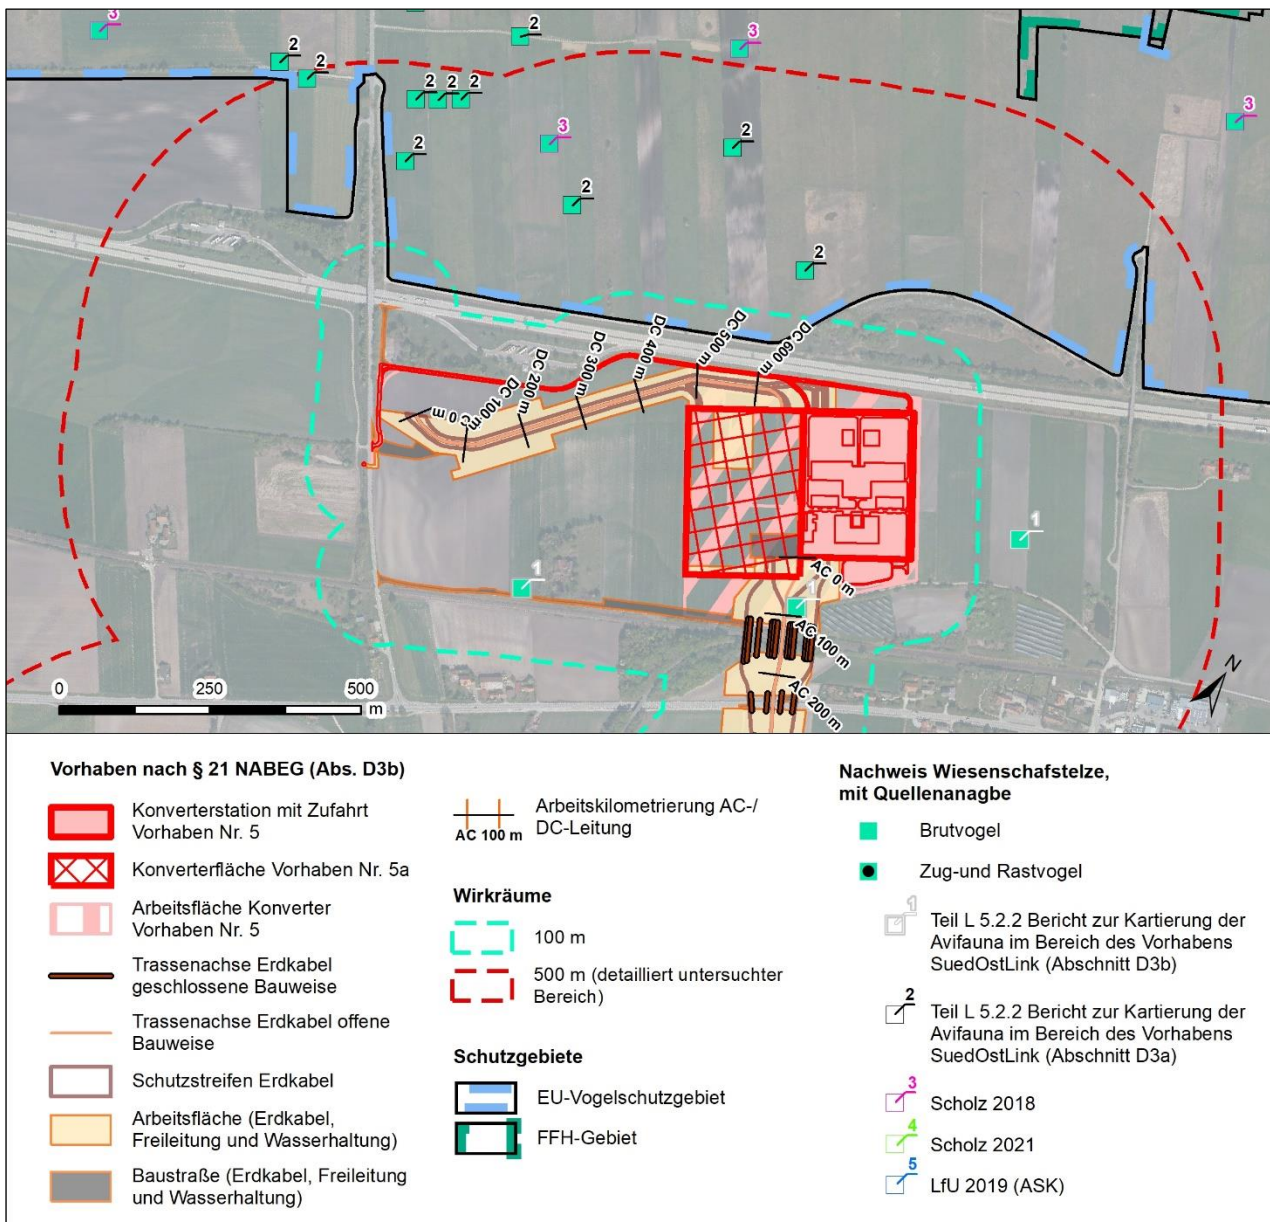 3
2
3
2
2
2
2
2
3
3
2
2
2
2
DC 600 m
DC 500 m
DC 400 m
DC 300 m
DC 200 m
DC 100 m
0 m
1
1
1
AC 0 m
AC 100 m
AC 200 m
N
0 250 500
m
Vorhaben nach § 21 NABEG (Abs. D3b)
Konverterstation mit Zufahrt
Vorhaben Nr. 5
Konverterfläche Vorhaben Nr. 5a
Arbeitsfläche Konverter
Vorhaben Nr. 5
Trassenachse Erdkabel
geschlossene Bauweise
Trassenachse Erdkabel offene
Bauweise
Schutzstreifen Erdkabel
Arbeitsfläche (Erdkabel,
Freileitung und Wasserhaltung)
Baustraße (Erdkabel, Freileitung
und Wasserhaltung)
AC 100 m
Arbeitskilometrierung AC-/
DC-Leitung
Wirkräume
100 m
500 m (detailliert untersuchter
Bereich)
Schutzgebiete
EU-Vogelschutzgebiet
FFH-Gebiet
Nachweis Wiesenschafstelze,
mit Quellenanagbe
Brutvogel
Zug-und Rastvogel
1
Teil L 5.2.2 Bericht zur Kartierung der
Avifauna im Bereich des Vorhabens
SuedOstLink (Abschnitt D3b)
2
Teil L 5.2.2 Bericht zur Kartierung der
Avifauna im Bereich des Vorhabens
SuedOstLink (Abschnitt D3a)
3
Scholz 2018
4
Scholz 2021
5
LfU 2019 (ASK)